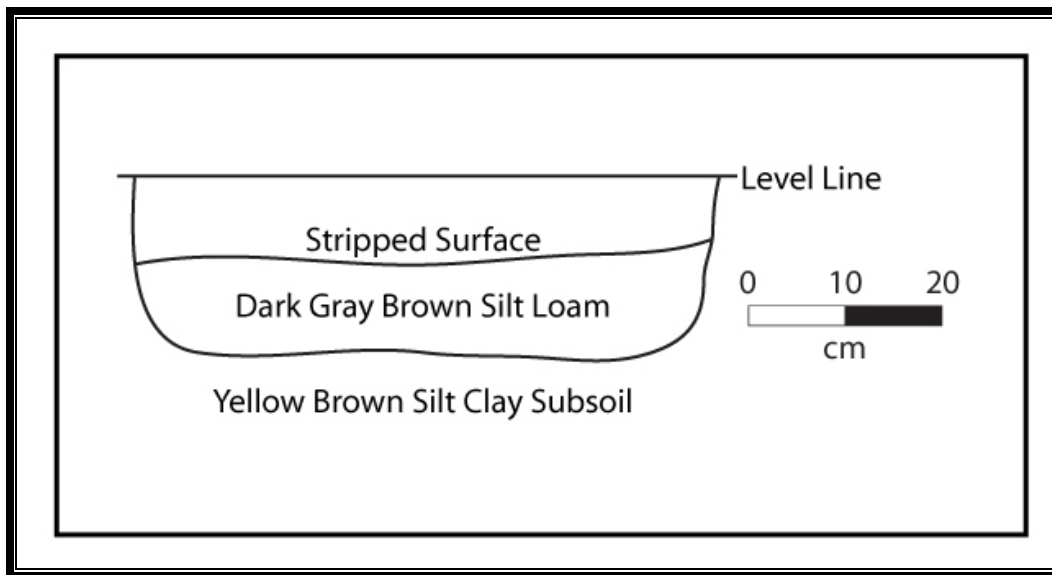 Level Line
Stripped Surface
Dark Gray Brown Silt Loam
0 10 20
cm
Yellow Brown Silt Clay Subsoil